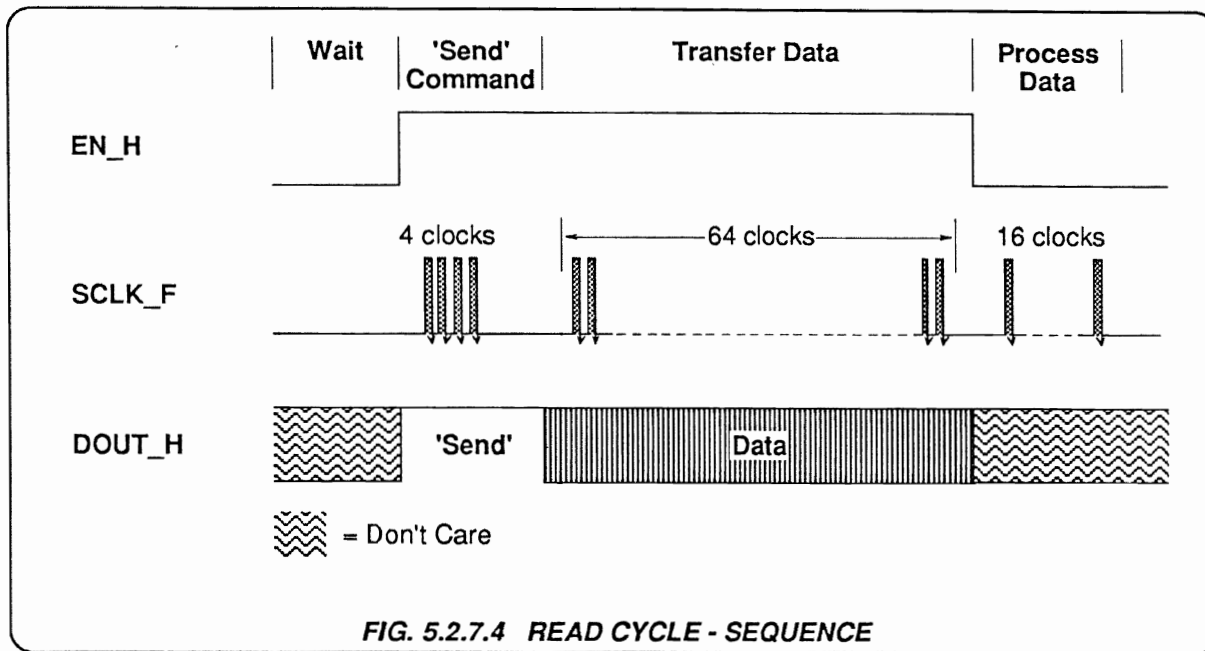 Wait
'Send' Command
Transfer Data
Process Data
EN_H
4 clocks
64 clocks
16 clocks
SCLK_F
DOUT_H
'Send'
Data
= Don't Care
FIG. 5.2.7.4 READ CYCLE - SEQUENCE